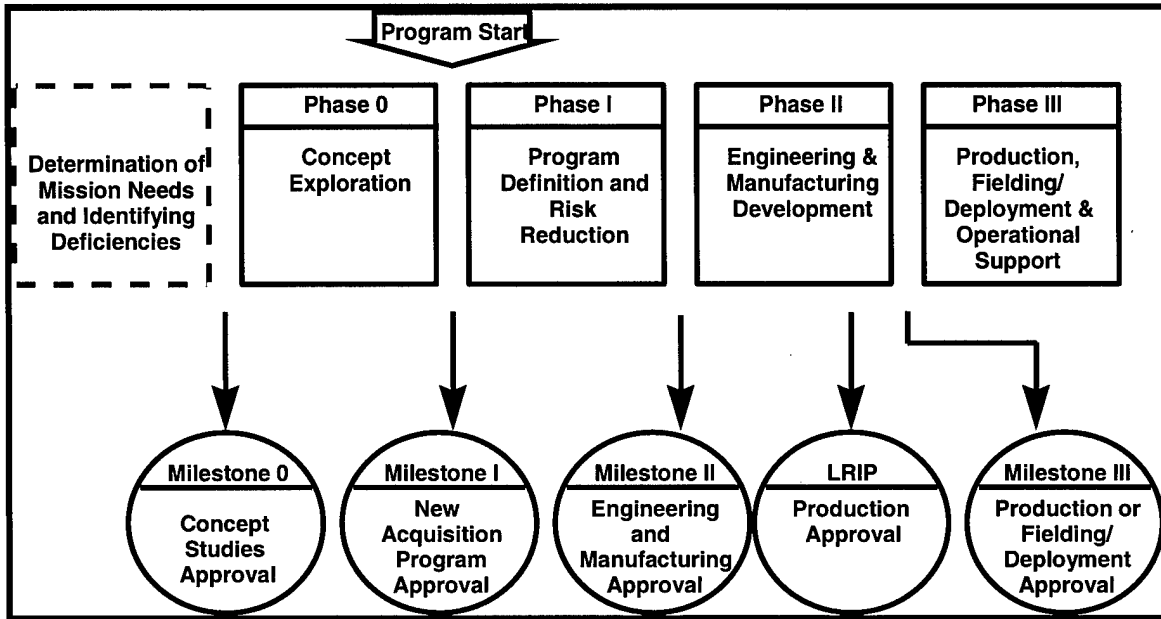 Program Start
Determination of
Mission Needs
and Identifying
Deficiencies
Phase 0
Concept
Exploration
Phase I
Program
Definition and
Risk
Reduction
Phase II
Engineering &
Manufacturing
Development
Phase III
Production,
Fielding/
Deployment &
Operational
Support
Milestone 0
Concept
Studies
Approval
Milestone I
New
Acquisition
Program
Approval
Milestone II
Engineering
and
Manufacturing
Approval
LRIP
Production
Approval
Milestone III
Production or
Fielding/
Deployment
Approval